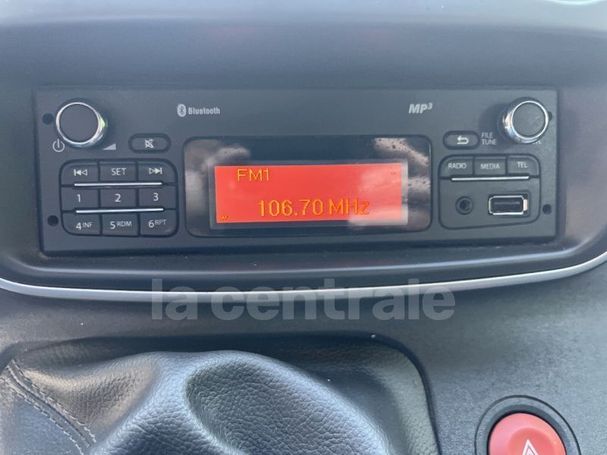 Bluetooth
MP3
FILE
TUNE
SET
RADIO MEDIA TEL
1 2 3
4 INF 5 RDM 6 RPT
FM1
106.70 MHz
la centrale